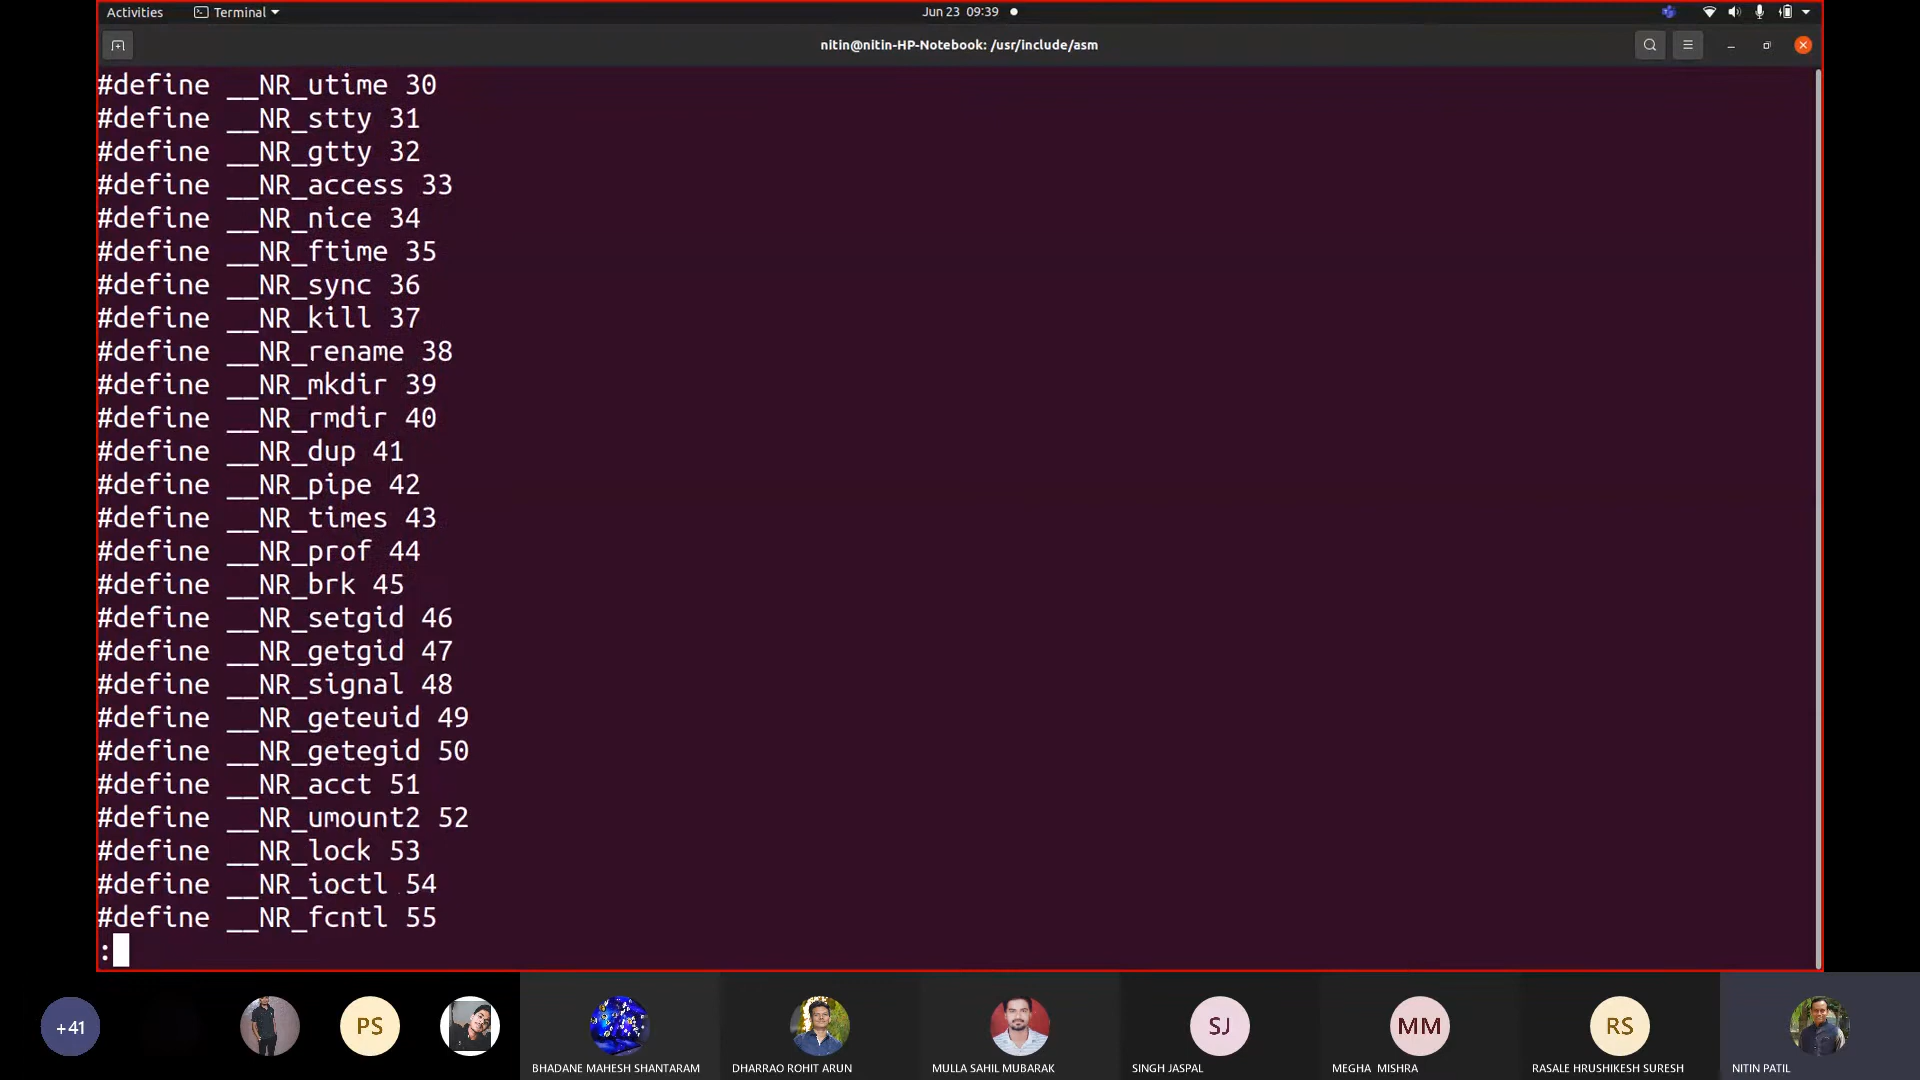 Activities
Terminal
Jun 23 09:39
nitin@nitin-HP-Notebook: /usr/include/asm
#define __NR_utime 30
#define __NR_stty 31
#define __NR_gtty 32
#define __NR_access 33
#define __NR_nice 34
#define __NR_ftime 35
#define __NR_sync 36
#define __NR_kill 37
#define __NR_rename 38
#define __NR_mkdir 39
#define __NR_rmdir 40
#define __NR_dup 41
#define __NR_pipe 42
#define __NR_times 43
#define __NR_prof 44
#define __NR_brk 45
#define __NR_setgid 46
#define __NR_getgid 47
#define __NR_signal 48
#define __NR_geteuid 49
#define __NR_getegid 50
#define __NR_acct 51
#define __NR_umount2 52
#define __NR_lock 53
#define __NR_ioctl 54
#define __NR_fcntl 55
:
+41
PS
SJ
MM
RS
BHADANE MAHESH SHANTARAM
DHARRAO ROHIT ARUN
MULLA SAHIL MUBARAK
SINGH JASPAL
MEGHA MISHRA
RASALE HRUSHIKESH SURESH
NITIN PATIL